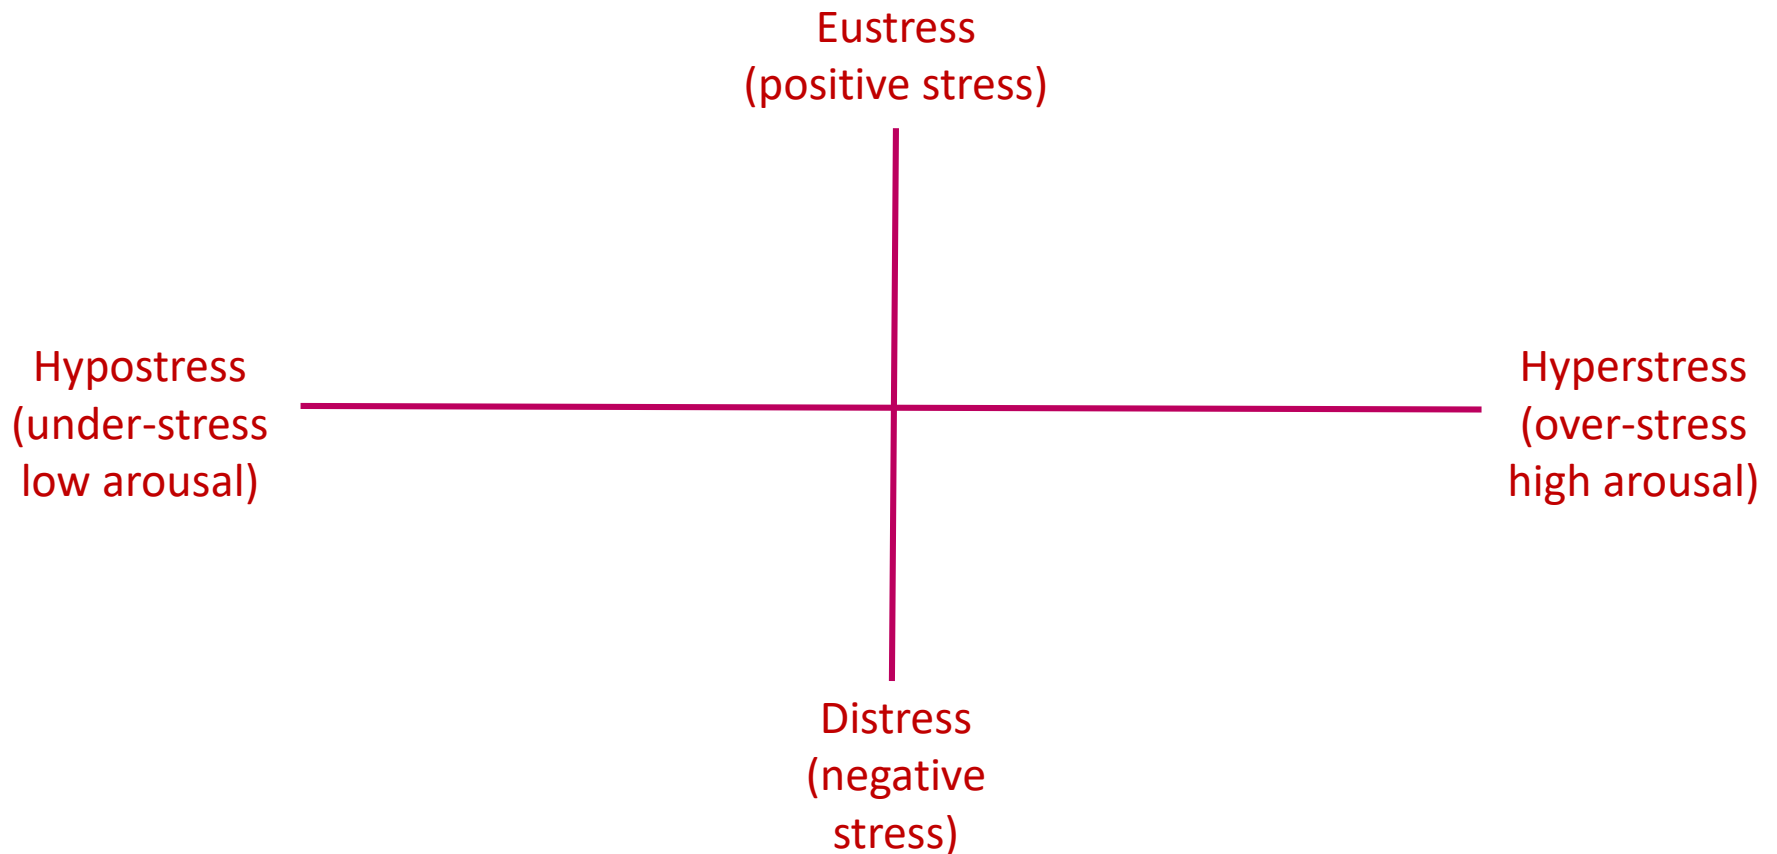 Eustress
(positive stress)
Hypostress
(under-stress
low arousal)
Hyperstress
(over-stress
high arousal)
Distress
(negative
stress)